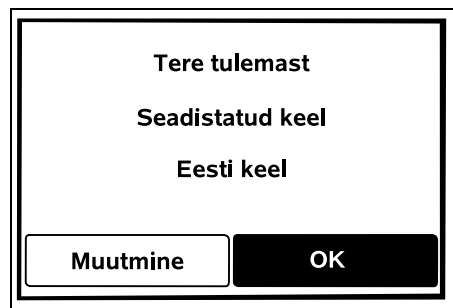 Tere tulemast
Seadistatud keel
Eesti keel
Muutmine
OK